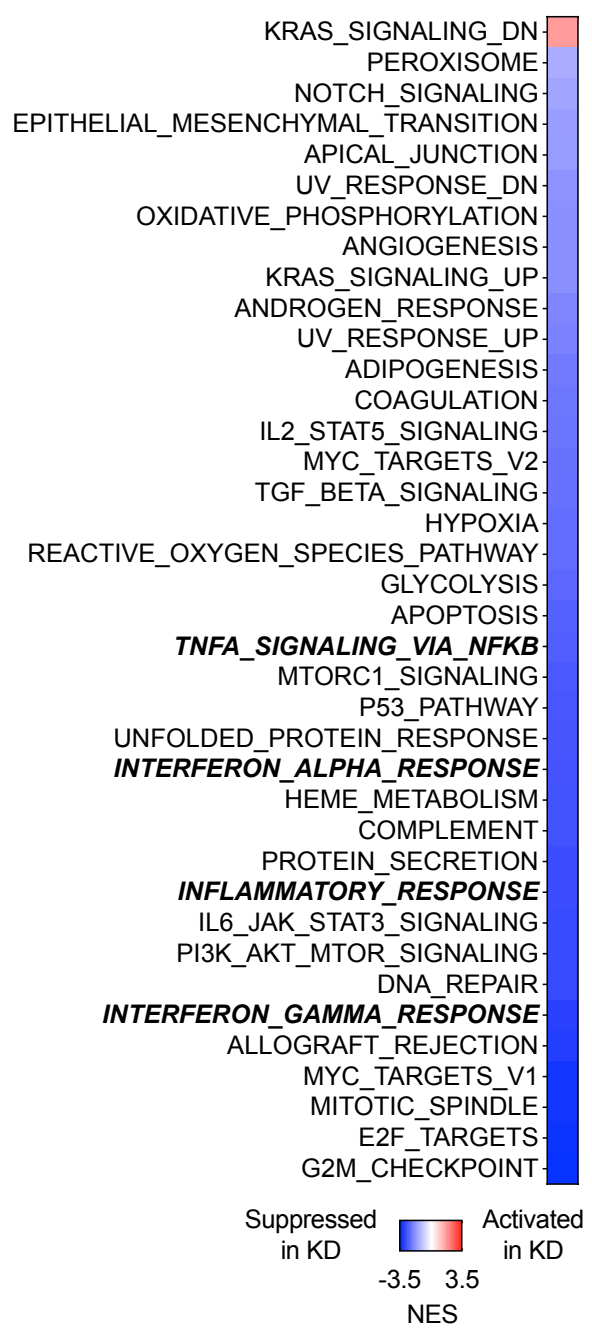 KRAS_SIGNALING_DN
PEROXISOME
NOTCH_SIGNALING
EPITHELIAL_MESENCHYMAL_TRANSITION
APICAL_JUNCTION
UV_RESPONSE_DN
OXIDATIVE_PHOSPHORYLATION
ANGIOGENESIS
KRAS_SIGNALING_UP
ANDROGEN_RESPONSE
UV_RESPONSE_UP
ADIPOGENESIS
COAGULATION
IL2_STAT5_SIGNALING
MYC_TARGETS_V2
TGF_BETA_SIGNALING
HYPOXIA
REACTIVE_OXYGEN_SPECIES_PATHWAY
GLYCOLYSIS
APOPTOSIS
TNFA_SIGNALING_VIA_NFKB
MTORC1_SIGNALING
P53_PATHWAY
UNFOLDED_PROTEIN_RESPONSE
INTERFERON_ALPHA_RESPONSE
HEME_METABOLISM
COMPLEMENT
PROTEIN_SECRETION
INFLAMMATORY_RESPONSE
IL6_JAK_STAT3_SIGNALING
PI3K_AKT_MTOR_SIGNALING
DNA_REPAIR
INTERFERON_GAMMA_RESPONSE
ALLOGRAFT_REJECTION
MYC_TARGETS_V1
MITOTIC_SPINDLE
E2F_TARGETS
G2M_CHECKPOINT
Suppressed
in KD
Activated
in KD
-3.5 3.5
NES